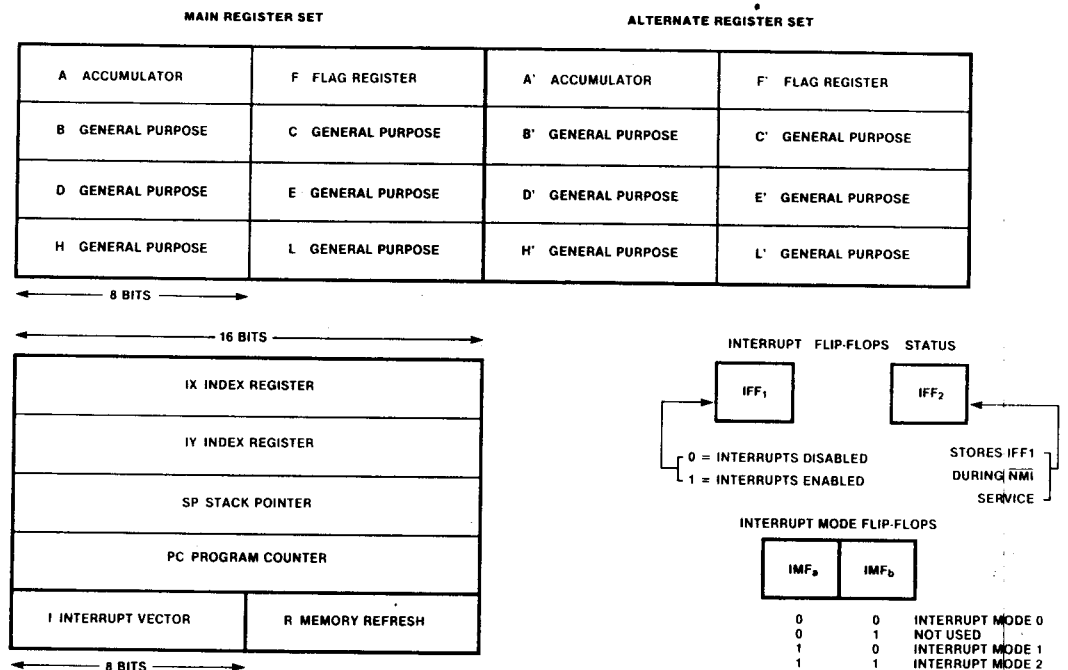 MAIN REGISTER SET
ALTERNATE REGISTER SET
A ACCUMULATOR
F FLAG REGISTER
A' ACCUMULATOR
F' FLAG REGISTER
B GENERAL PURPOSE
C GENERAL PURPOSE
B' GENERAL PURPOSE
C' GENERAL PURPOSE
D GENERAL PURPOSE
E GENERAL PURPOSE
D' GENERAL PURPOSE
E' GENERAL PURPOSE
H GENERAL PURPOSE
L GENERAL PURPOSE
H' GENERAL PURPOSE
L' GENERAL PURPOSE
8 BITS
16 BITS
IX INDEX REGISTER
IY INDEX REGISTER
SP STACK POINTER
PC PROGRAM COUNTER
I INTERRUPT VECTOR
R MEMORY REFRESH
8 BITS
INTERRUPT FLIP-FLOPS STATUS
IFF₁
IFF₂
0 = INTERRUPTS DISABLED
1 = INTERRUPTS ENABLED
STORES IFF1
DURING N̅M̅I̅
SERVICE
INTERRUPT MODE FLIP-FLOPS
IMFₐ
IMF_b
0 0 INTERRUPT MODE 0
0 1 NOT USED
1 0 INTERRUPT MODE 1
1 1 INTERRUPT MODE 2